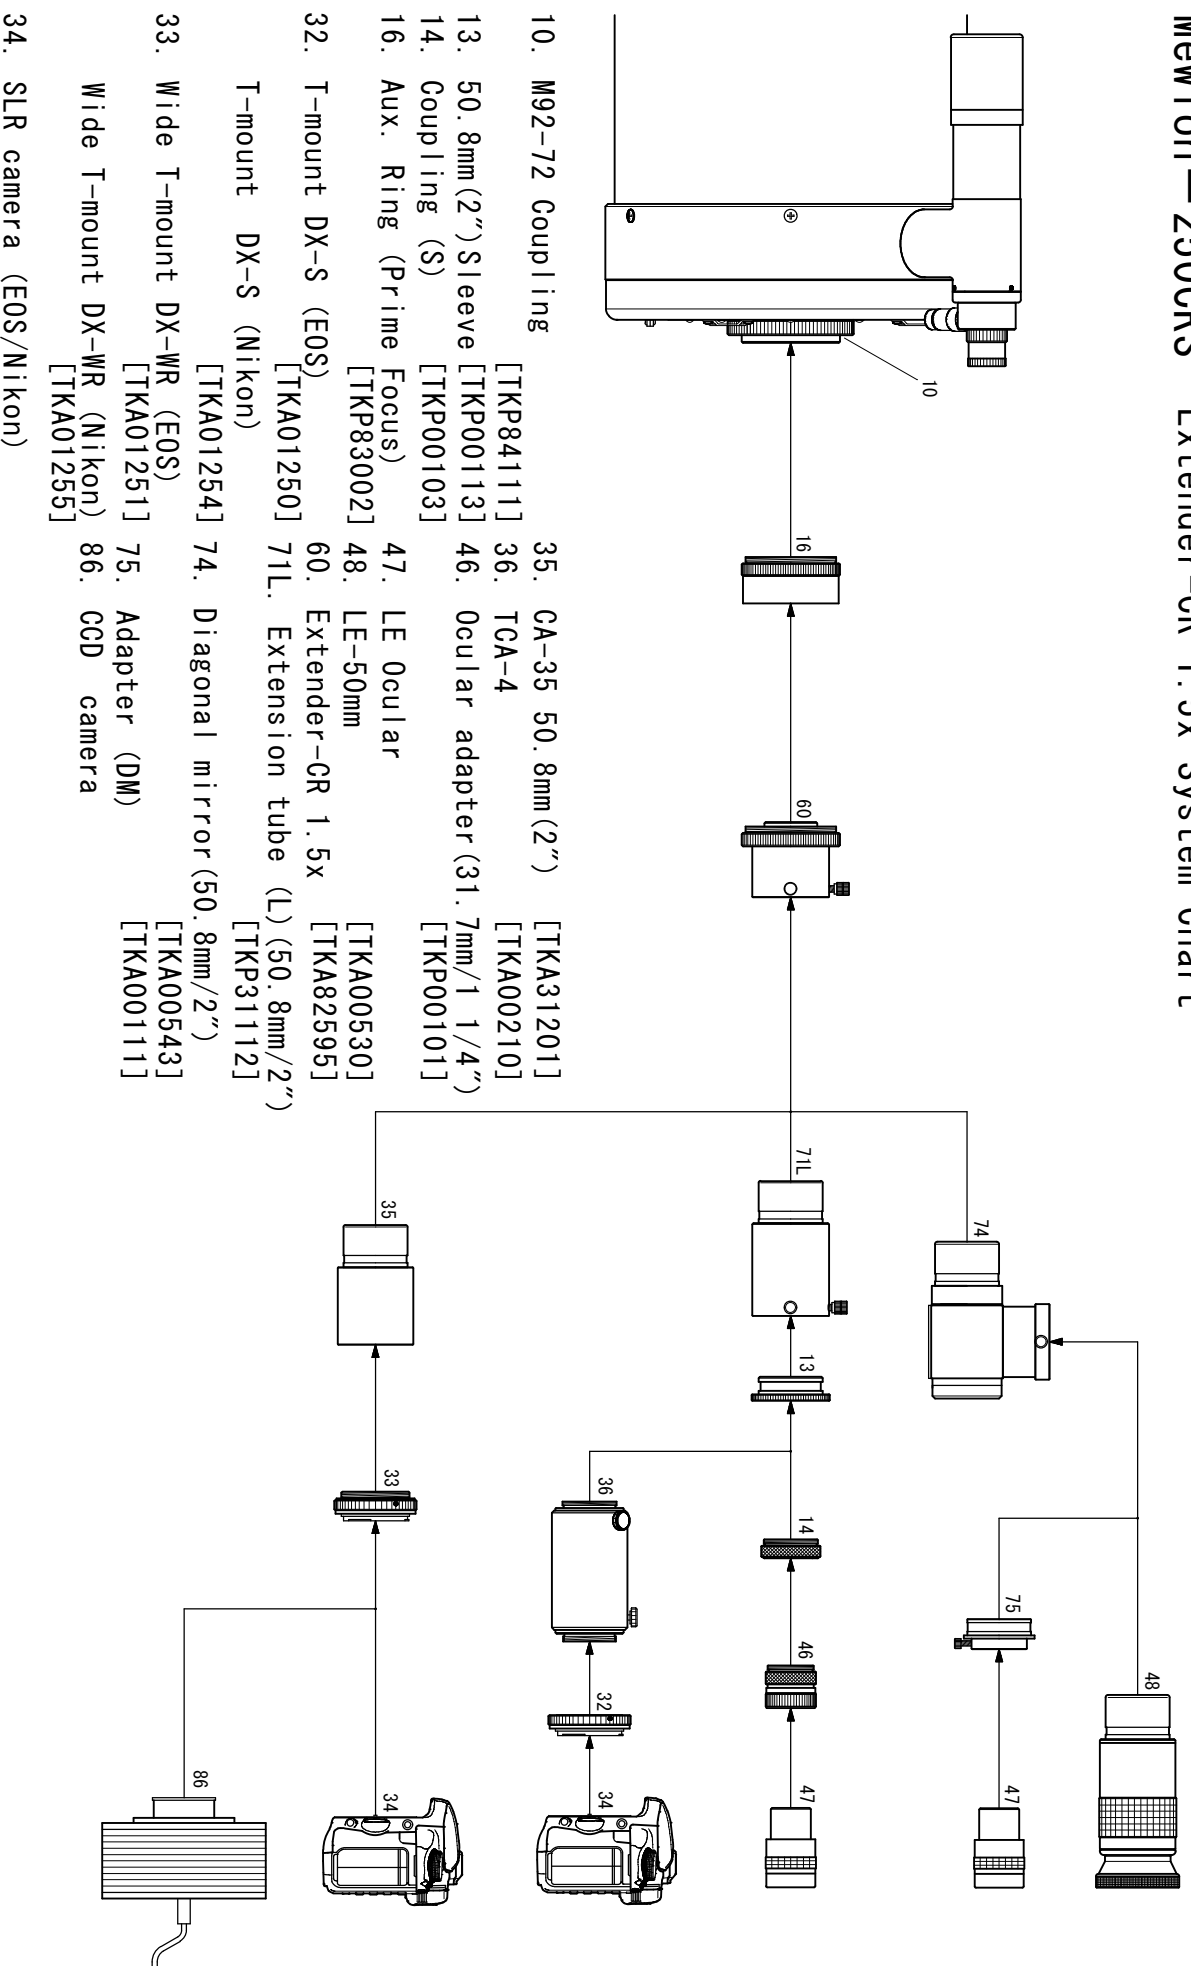 Mewlon-250CRS Extender-CR 1.5x System Chart
10
16
60
71L
13
14
46
47
74
75
47
48
36
32
34
35
33
34
86
10. M92-72 Coupling
[TKP84111]
13. 50.8mm(2″)Sleeve [TKP00113]
14. Coupling (S) [TKP00103]
16. Aux. Ring (Prime Focus)
[TKP83002]
32. T-mount DX-S (EOS)
[TKA01250]
T-mount DX-S (Nikon)
[TKA01254]
33. Wide T-mount DX-WR (EOS)
[TKA01251]
Wide T-mount DX-WR (Nikon)
[TKA01255]
34. SLR camera (EOS/Nikon)
35. CA-35 50.8mm(2″) [TKA31201]
36. TCA-4 [TKA00210]
46. Ocular adapter(31.7mm/1 1/4″)
[TKP00101]
47. LE Ocular
48. LE-50mm [TKA00530]
60. Extender-CR 1.5x [TKA82595]
71L. Extension tube (L)(50.8mm/2″)
[TKP31112]
74. Diagonal mirror(50.8mm/2″)
[TKA00543]
75. Adapter (DM) [TKA00111]
86. CCD camera